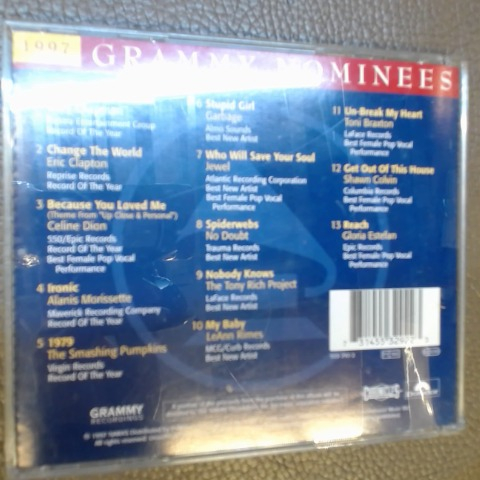 1997 GRAMMY NOMINEES
Record Of The Year
2 Change The World
Eric Clapton
Reprise Records
Record Of The Year
3 Because You Loved Me
(Theme From "Up Close & Personal")
Celine Dion
550/Epic Records
Record Of The Year
Best Female Pop Vocal
Performance
4 Ironic
Alanis Morissette
Maverick Recording Company
Record Of The Year
5 1979
The Smashing Pumpkins
Virgin Records
Record Of The Year
6 Stupid Girl
Garbage
Almo Sounds
Best New Artist
7 Who Will Save Your Soul
Jewel
Atlantic Recording Corporation
Best New Artist
Best Female Pop Vocal
Performance
8 Spiderwebs
No Doubt
Trauma Records
Best New Artist
9 Nobody Knows
The Tony Rich Project
LaFace Records
Best New Artist
10 My Baby
LeAnn Rimes
MCG/Curb Records
Best New Artist
11 Un-Break My Heart
Toni Braxton
LaFace Records
Best Female Pop Vocal
Performance
12 Get Out Of This House
Shawn Colvin
Columbia Records
Best Female Pop Vocal
Performance
13 Reach
Gloria Estefan
Epic Records
Best Female Pop Vocal
Performance
GRAMMY
RECORDINGS